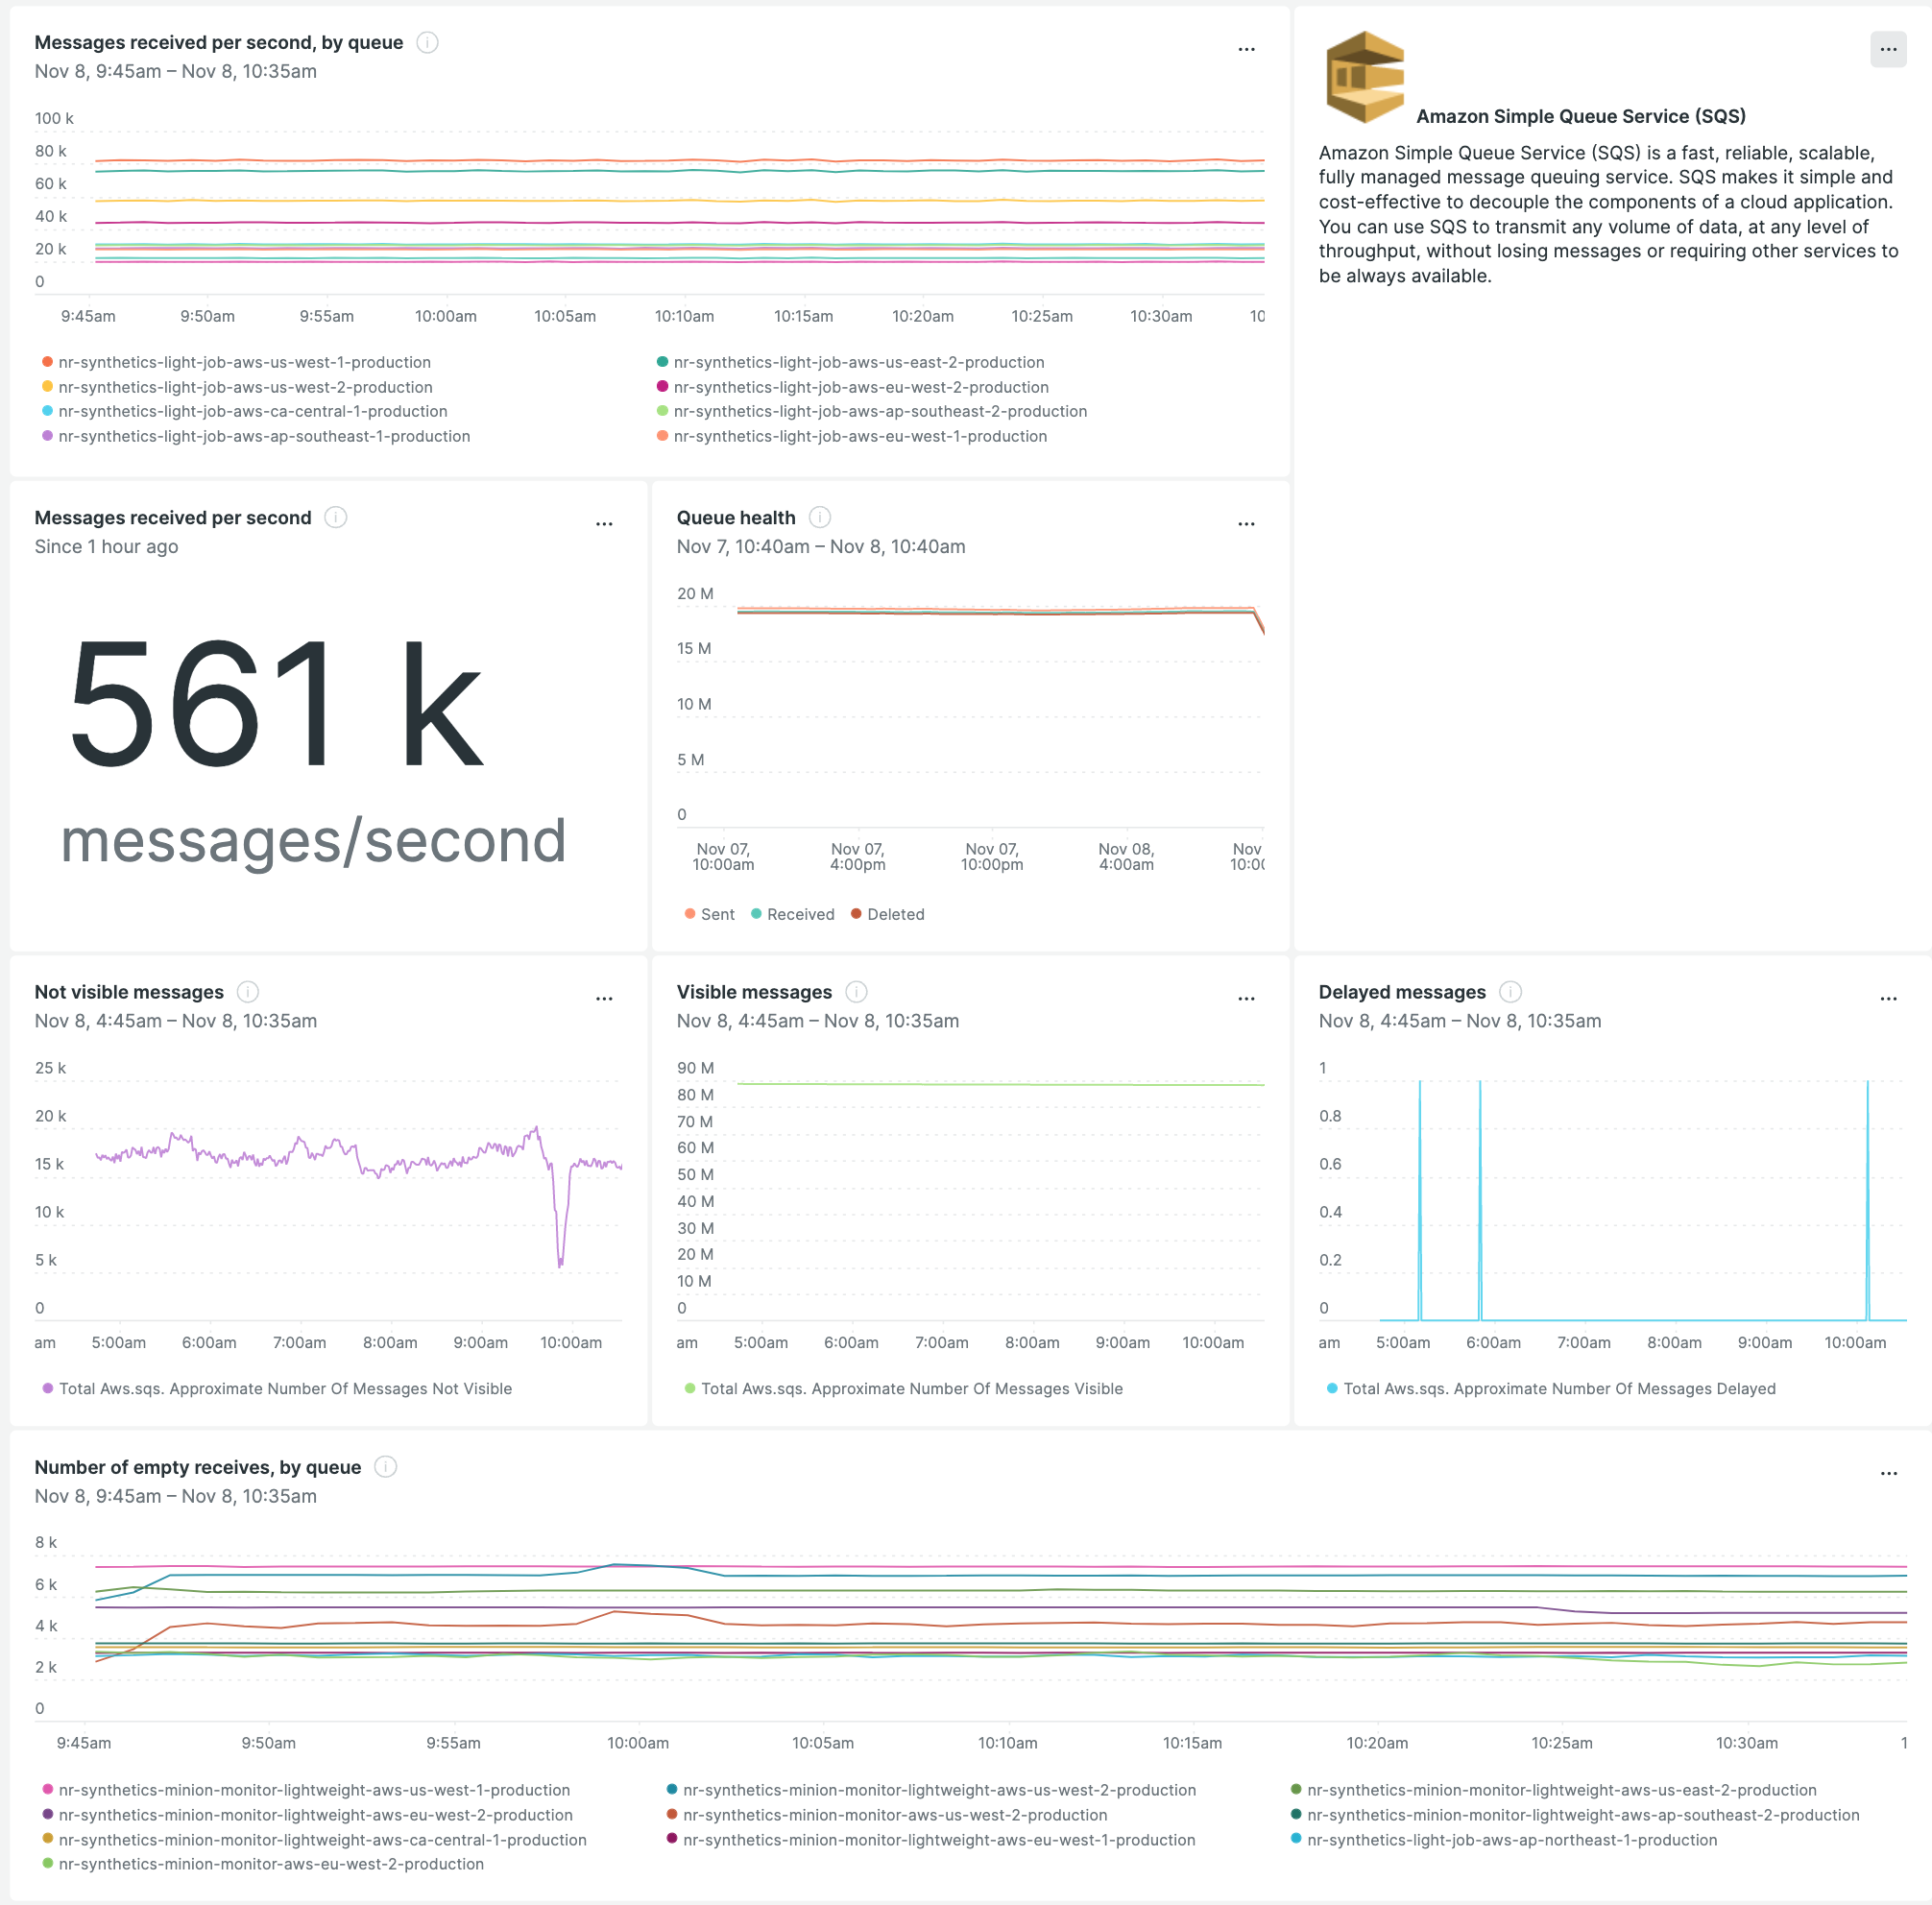 Messages received per second, by queue
Nov 8, 9:45am – Nov 8, 10:35am
...
100 k
80 k
60 k
40 k
20 k
0
9:45am 9:50am 9:55am 10:00am 10:05am 10:10am 10:15am 10:20am 10:25am 10:30am 10
nr-synthetics-light-job-aws-us-west-1-production nr-synthetics-light-job-aws-us-east-2-production
nr-synthetics-light-job-aws-us-west-2-production nr-synthetics-light-job-aws-eu-west-2-production
nr-synthetics-light-job-aws-ca-central-1-production nr-synthetics-light-job-aws-ap-southeast-2-production
nr-synthetics-light-job-aws-ap-southeast-1-production nr-synthetics-light-job-aws-eu-west-1-production
...
Amazon Simple Queue Service (SQS)
Amazon Simple Queue Service (SQS) is a fast, reliable, scalable,
fully managed message queuing service. SQS makes it simple and
cost-effective to decouple the components of a cloud application.
You can use SQS to transmit any volume of data, at any level of
throughput, without losing messages or requiring other services to
be always available.
Messages received per second
Since 1 hour ago
...
561 k
messages/second
Queue health
Nov 7, 10:40am – Nov 8, 10:40am
...
20 M
15 M
10 M
5 M
0
Nov 07, Nov 07, Nov 07, Nov 08, Nov
10:00am 4:00pm 10:00pm 4:00am 10:00
Sent Received Deleted
Not visible messages
Nov 8, 4:45am – Nov 8, 10:35am
...
25 k
20 k
15 k
10 k
5 k
0
am 5:00am 6:00am 7:00am 8:00am 9:00am 10:00am
Total Aws.sqs. Approximate Number Of Messages Not Visible
Visible messages
Nov 8, 4:45am – Nov 8, 10:35am
...
90 M
80 M
70 M
60 M
50 M
40 M
30 M
20 M
10 M
0
am 5:00am 6:00am 7:00am 8:00am 9:00am 10:00am
Total Aws.sqs. Approximate Number Of Messages Visible
Delayed messages
Nov 8, 4:45am – Nov 8, 10:35am
...
1
0.8
0.6
0.4
0.2
0
am 5:00am 6:00am 7:00am 8:00am 9:00am 10:00am
Total Aws.sqs. Approximate Number Of Messages Delayed
Number of empty receives, by queue
Nov 8, 9:45am – Nov 8, 10:35am
...
8 k
6 k
4 k
2 k
0
9:45am 9:50am 9:55am 10:00am 10:05am 10:10am 10:15am 10:20am 10:25am 10:30am 1
nr-synthetics-minion-monitor-lightweight-aws-us-west-1-production nr-synthetics-minion-monitor-lightweight-aws-us-west-2-production nr-synthetics-minion-monitor-lightweight-aws-us-east-2-production
nr-synthetics-minion-monitor-lightweight-aws-eu-west-2-production nr-synthetics-minion-monitor-aws-us-west-2-production nr-synthetics-minion-monitor-lightweight-aws-ap-southeast-2-production
nr-synthetics-minion-monitor-lightweight-aws-ca-central-1-production nr-synthetics-minion-monitor-lightweight-aws-eu-west-1-production nr-synthetics-light-job-aws-ap-northeast-1-production
nr-synthetics-minion-monitor-aws-eu-west-2-production